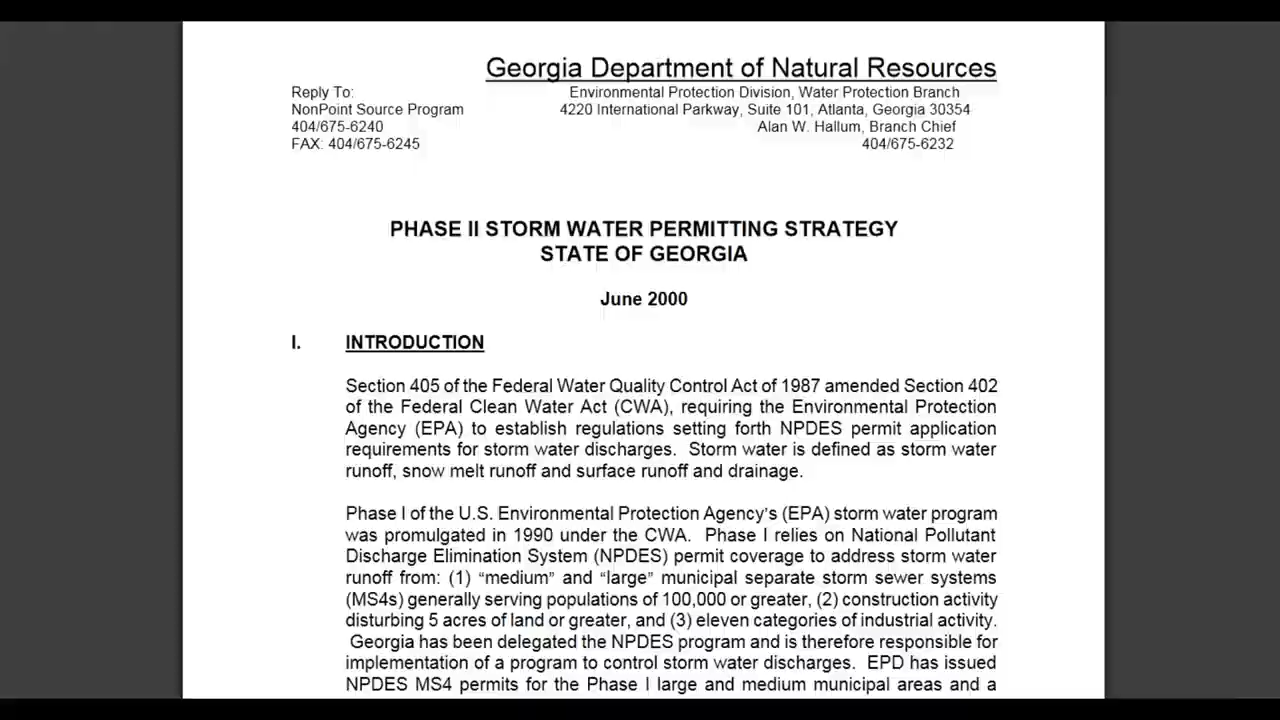 Georgia Department of Natural Resources
Reply To:
Environmental Protection Division, Water Protection Branch
NonPoint Source Program
4220 International Parkway, Suite 101, Atlanta, Georgia 30354
404/675-6240
Alan W. Hallum, Branch Chief
FAX: 404/675-6245
404/675-6232
PHASE II STORM WATER PERMITTING STRATEGY
STATE OF GEORGIA
June 2000
I. INTRODUCTION
Section 405 of the Federal Water Quality Control Act of 1987 amended Section 402
of the Federal Clean Water Act (CWA), requiring the Environmental Protection
Agency (EPA) to establish regulations setting forth NPDES permit application
requirements for storm water discharges. Storm water is defined as storm water
runoff, snow melt runoff and surface runoff and drainage.
Phase I of the U.S. Environmental Protection Agency's (EPA) storm water program
was promulgated in 1990 under the CWA. Phase I relies on National Pollutant
Discharge Elimination System (NPDES) permit coverage to address storm water
runoff from: (1) “medium” and “large” municipal separate storm sewer systems
(MS4s) generally serving populations of 100,000 or greater, (2) construction activity
disturbing 5 acres of land or greater, and (3) eleven categories of industrial activity.
Georgia has been delegated the NPDES program and is therefore responsible for
implementation of a program to control storm water discharges. EPD has issued
NPDES MS4 permits for the Phase I large and medium municipal areas and a